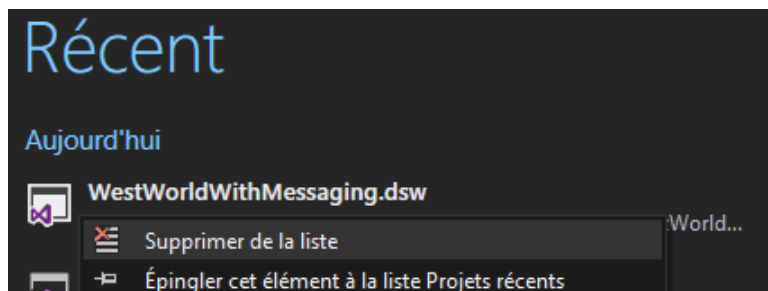 Récent
Aujourd'hui
WestWorldWithMessaging.dsw
World...
Supprimer de la liste
Épingler cet élément à la liste Projets récents